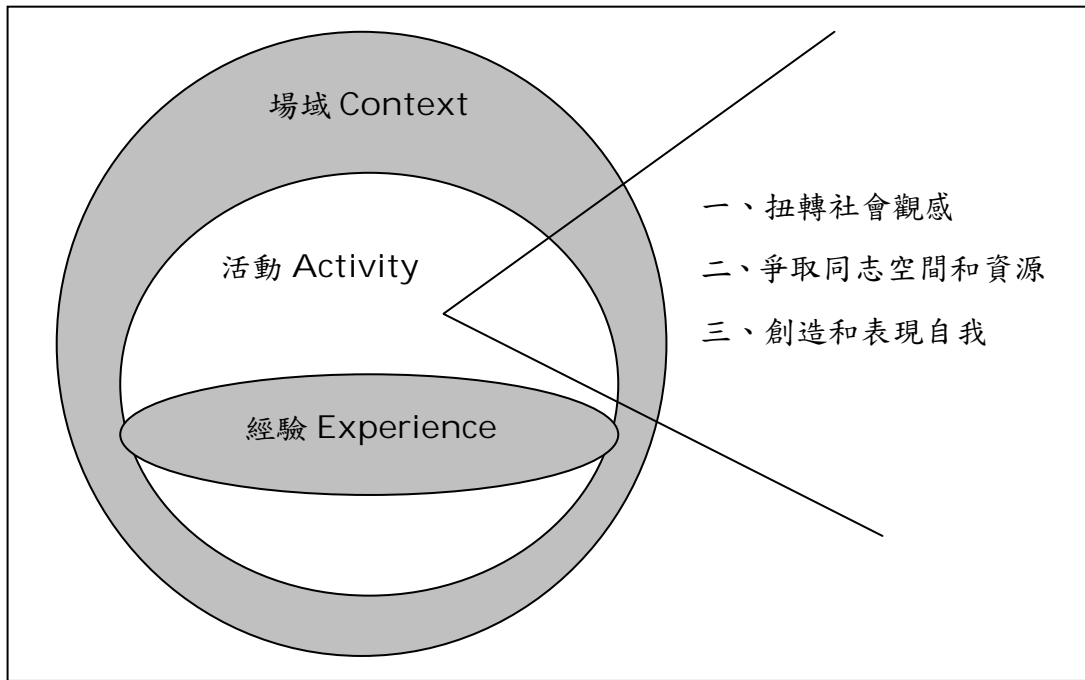 場域 Context
活動 Activity
一、扭轉社會觀感
二、爭取同志空間和資源
三、創造和表現自我
經驗 Experience